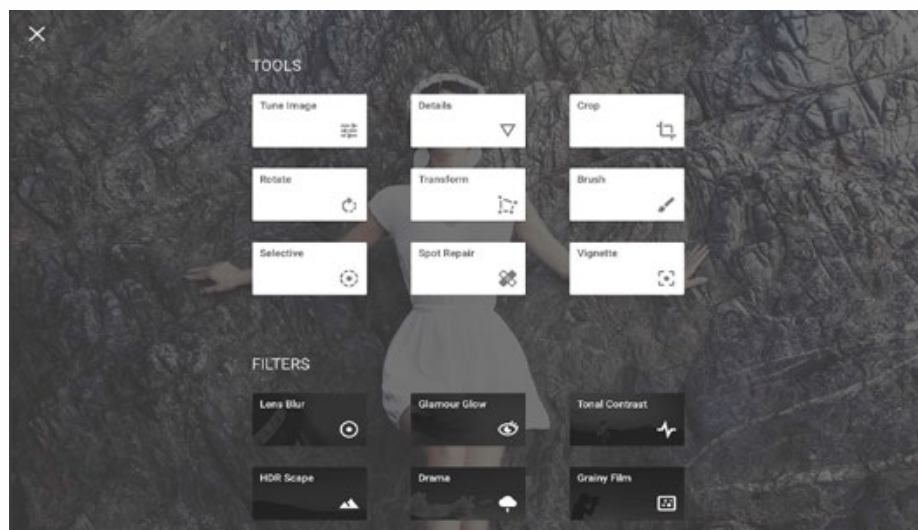 TOOLS
Tune Image
Details
Crop
Rotate
Transform
Brush
Selective
Spot Repair
Vignette
FILTERS
Lens Blur
Glamour Glow
Tonal Contrast
HDR Scape
Drama
Grainy Film